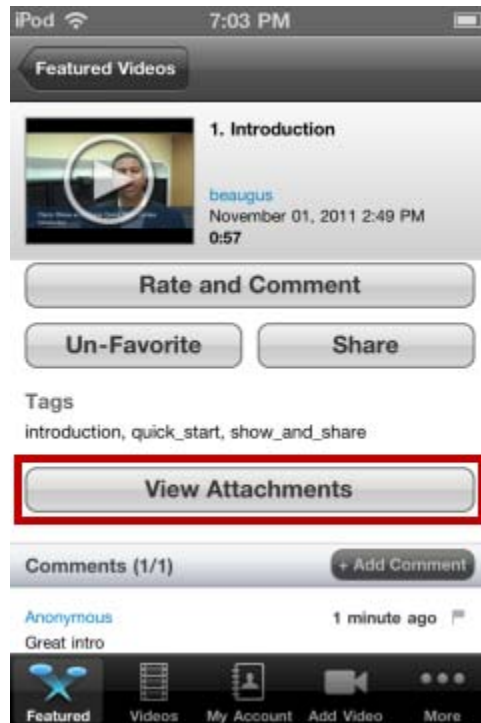 iPod 7:03 PM
Featured Videos
1. Introduction
beaugus
November 01, 2011 2:49 PM
0:57
Rate and Comment
Un-Favorite Share
Tags
introduction, quick_start, show_and_share
View Attachments
Comments (1/1) + Add Comment
Anonymous 1 minute ago
Great intro
Featured Videos My Account Add Video More